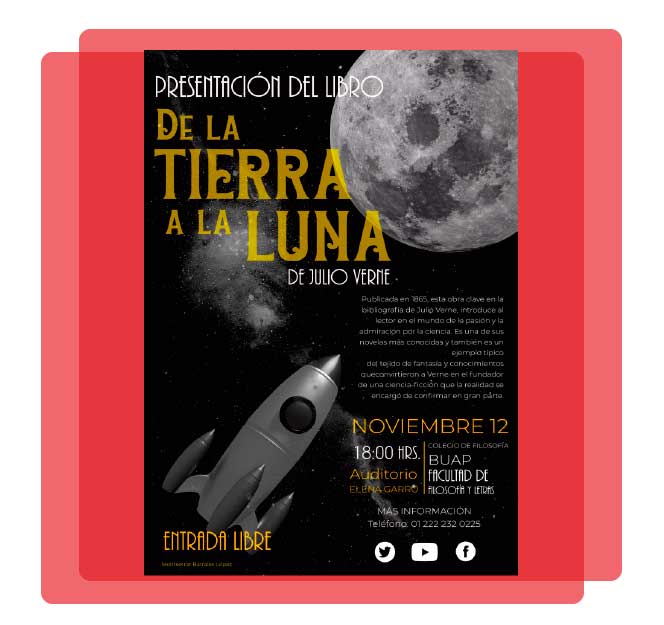 PRESENTACIÓN DEL LIBRO
DE LA
TIERRA
A LA LUNA
DE JULIO VERNE
Publicada en 1865, esta obra clave en la
bibliografía de Julip Verne, introduce al
lector en el mundo de la pasión y la
admiración por la ciencia. Es una de sus
novelas más conocidas y también es un
ejemplo típico
del tejido de fantasía y conocimientos
queconvirtieron a Verne en el fundador
de una ciencia-ficción que la realidad se
encargó de confirmar en gran parte.
NOVIEMBRE 12
18:00 HRS.
Auditorio
ELENA GARRO
COLEGIO DE FILOSOFÍA
BUAP
FACULTAD DE
FILOSOFÍA Y LETRAS
MÁS INFORMACIÓN
Teléfono: 01 222 232 0225
ENTRADA LIBRE